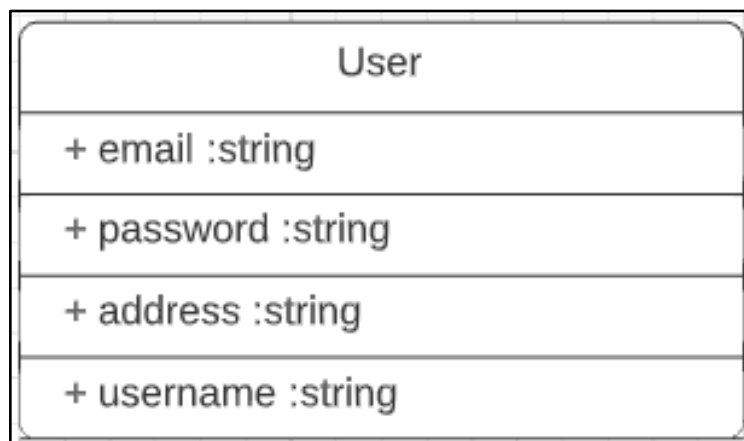 User
+ email :string
+ password :string
+ address :string
+ username :string